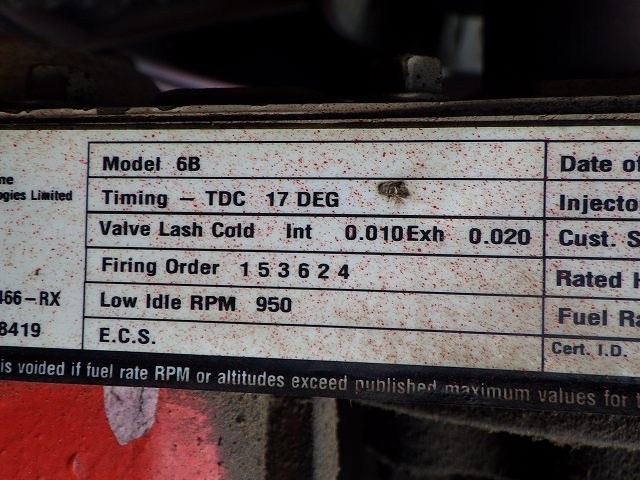 Model 6B
Timing – TDC 17 DEG
Valve Lash Cold Int 0.010 Exh 0.020
Firing Order 1 5 3 6 2 4
Low Idle RPM 950
E.C.S.
me
ogies Limited
466-RX
8419
Date of
Injecto
Cust. S
Rated H
Fuel Ra
Cert. I.D.
is voided if fuel rate RPM or altitudes exceed published maximum values for